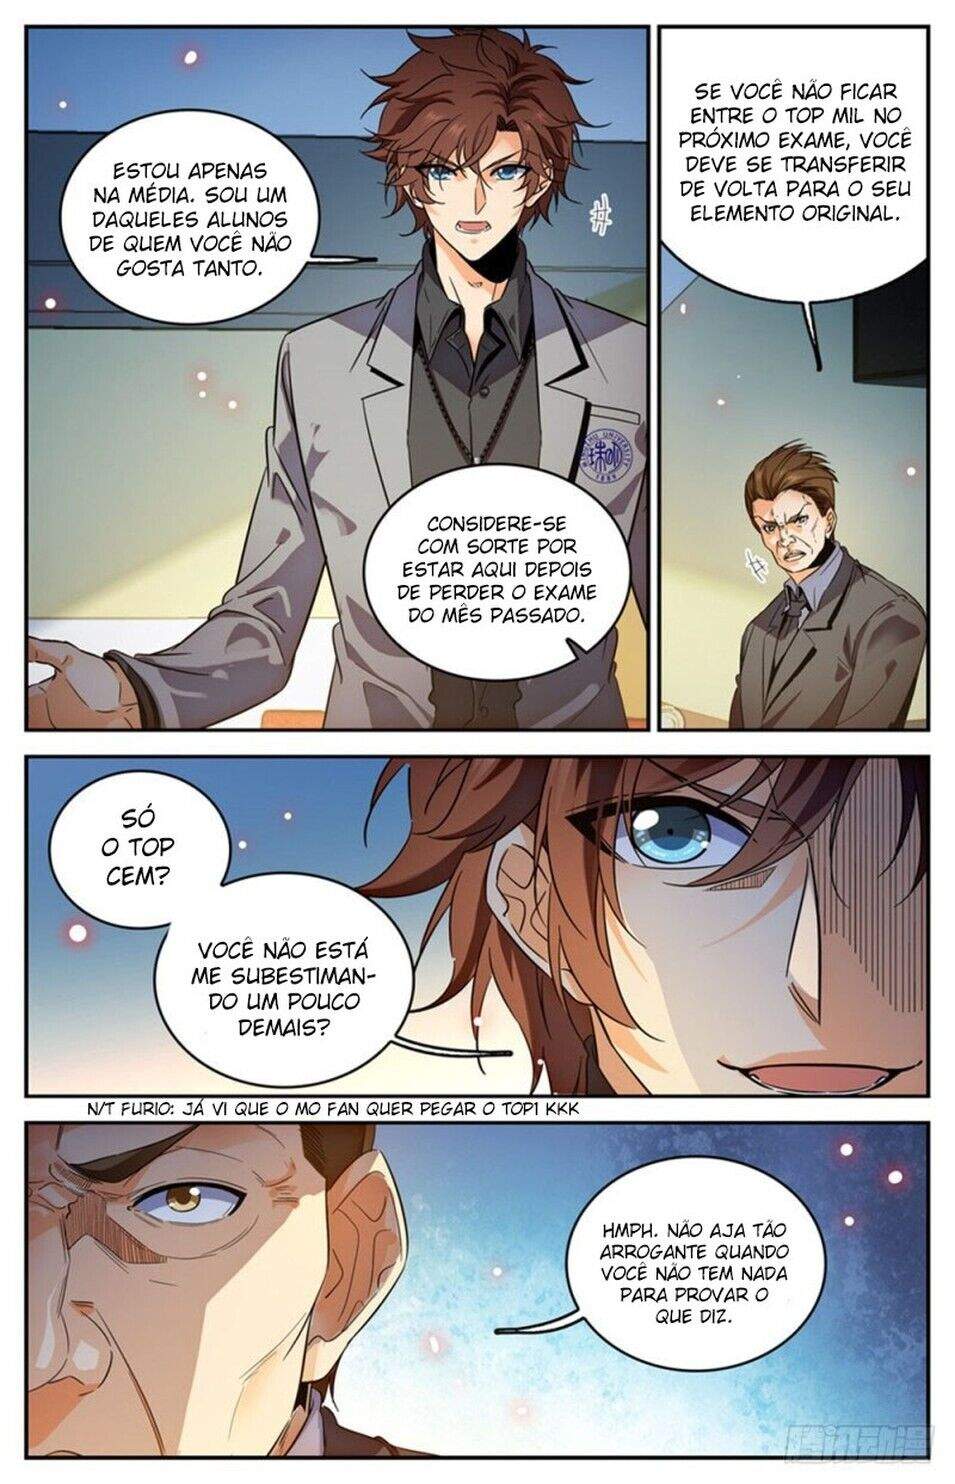 ESTOU APENAS
NA MÉDIA. SOU UM
DAQUELES ALUNOS
DE QUEM VOCÊ NÃO
GOSTA TANTO.
CONSIDERE-SE
COM SORTE POR
ESTAR AQUI DEPOIS
DE PERDER O EXAME
DO MÊS PASSADO.
SE VOCÊ NÃO FICAR
ENTRE O TOP MIL NO
PRÓXIMO EXAME, VOCÊ
DEVE SE TRANSFERIR
DE VOLTA PARA O SEU
ELEMENTO ORIGINAL.
SÓ
O TOP
CEM?
VOCÊ NÃO ESTÁ
ME SUBESTIMAN-
DO UM POUCO
DEMAIS?
N/T FURIO: JÁ VI QUE O MO FAN QUER PEGAR O TOP1 KKK
HMPH. NÃO AJA TÃO
ARROGANTE QUANDO
VOCÊ NÃO TEM NADA
PARA PROVAR O
QUE DIZ.
腾讯动漫